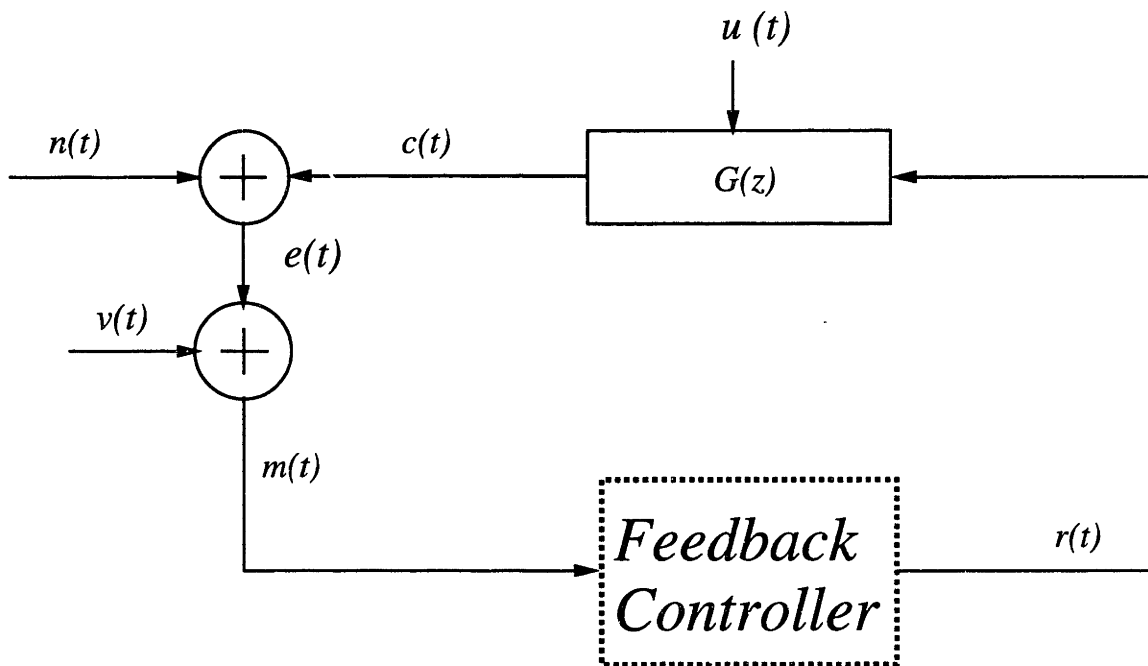 u (t)
n(t)
c(t)
G(z)
e(t)
v(t)
m(t)
Feedback
Controller
r(t)